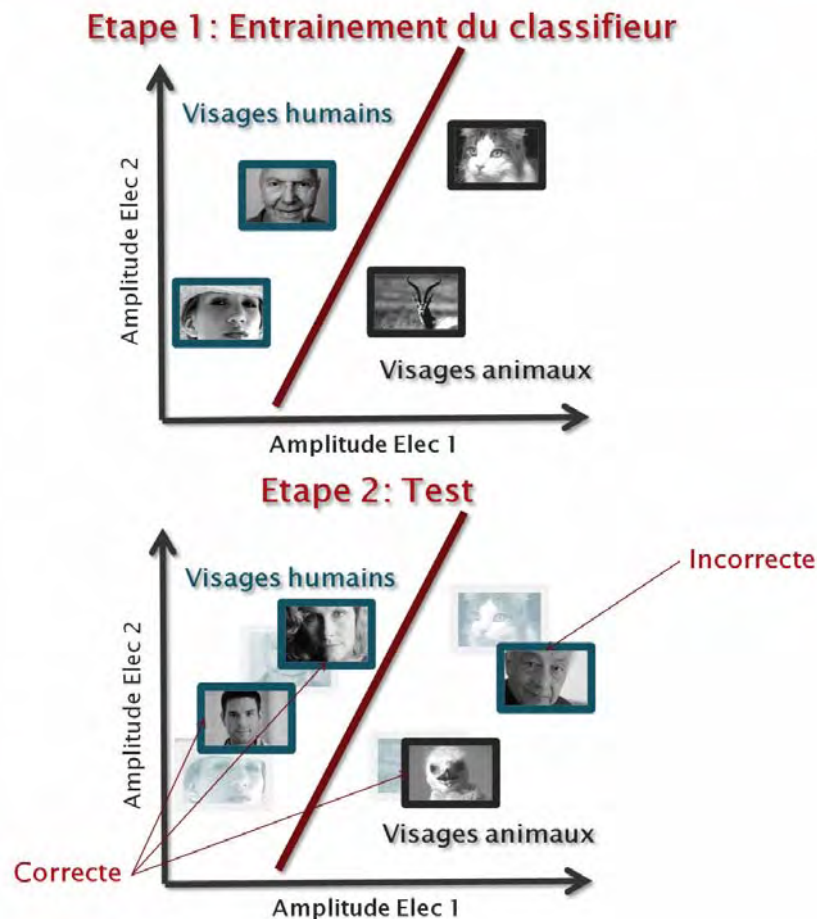 Etape 1: Entrainement du classifieur
Visages humains
Amplitude Elec 2
Visages animaux
Amplitude Elec 1
Etape 2: Test
Incorrecte
Visages humains
Amplitude Elec 2
Visages animaux
Correcte
Amplitude Elec 1